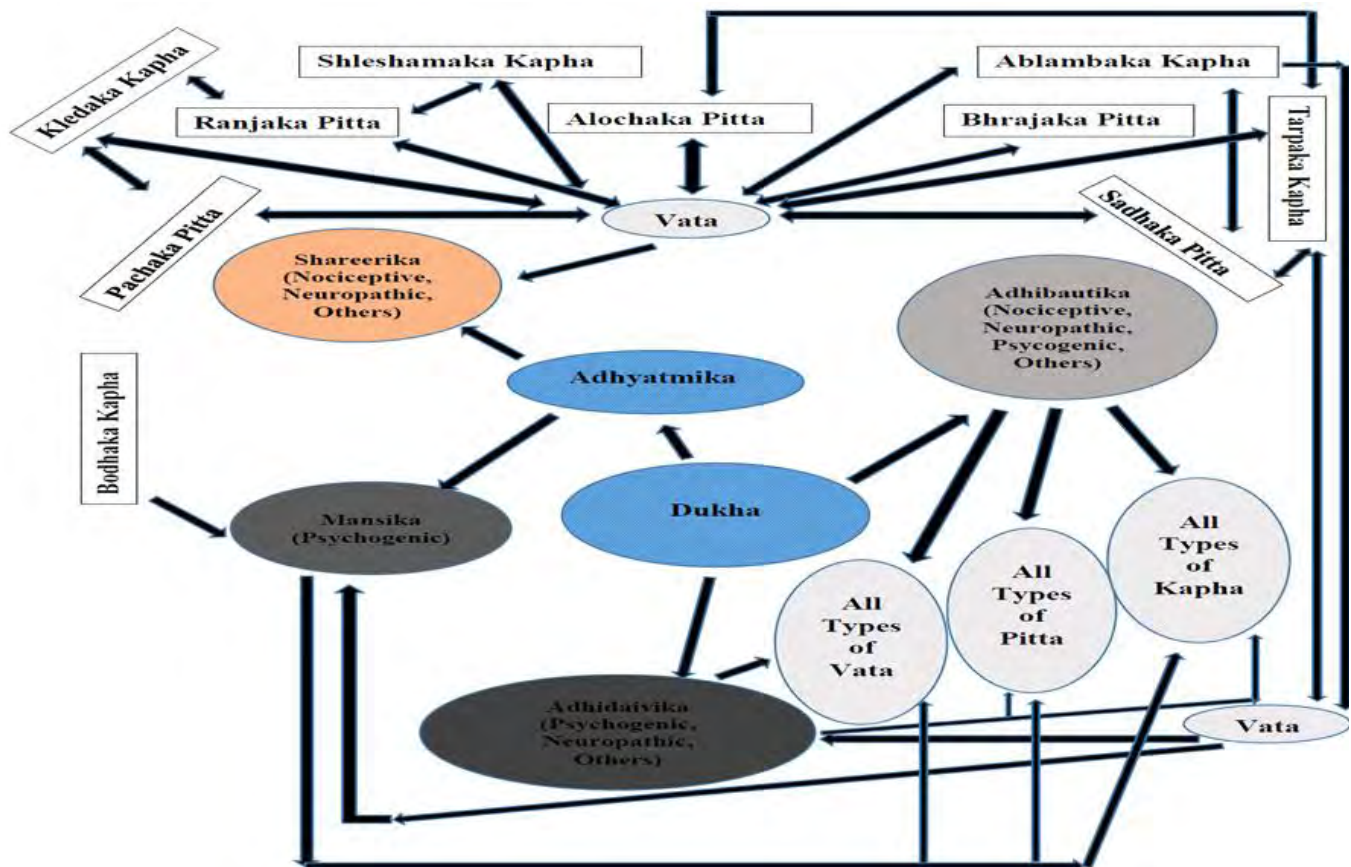 Kledaka Kapha
Shleshamaka Kapha
Ablambaka Kapha
Ranjaka Pitta
Alochaka Pitta
Bhrajaka Pitta
Tarpaka Kapha
Pachaka Pitta
Vata
Sadhaka Pitta
Shareerika
(Nociceptive,
Neuropathic,
Others)
Adhibautika
(Nociceptive,
Neuropathic,
Psycogenic,
Others)
Adhyatmika
Bodhaka Kapha
Mansika
(Psychogenic)
Dukha
All
Types
of
Vata
All
Types
of
Pitta
All
Types
of
Kapha
Adhidaivika
(Psychogenic,
Neuropathic,
Others)
Vata